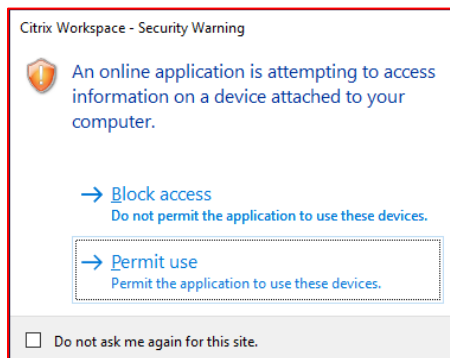 Citrix Workspace - Security Warning
An online application is attempting to access
information on a device attached to your
computer.
Block access
Do not permit the application to use these devices.
Permit use
Permit the application to use these devices.
Do not ask me again for this site.